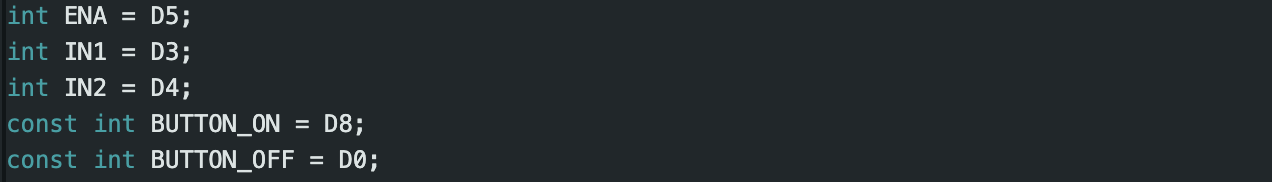 int ENA = D5;
int IN1 = D3;
int IN2 = D4;
const int BUTTON_ON = D8;
const int BUTTON_OFF = D0;